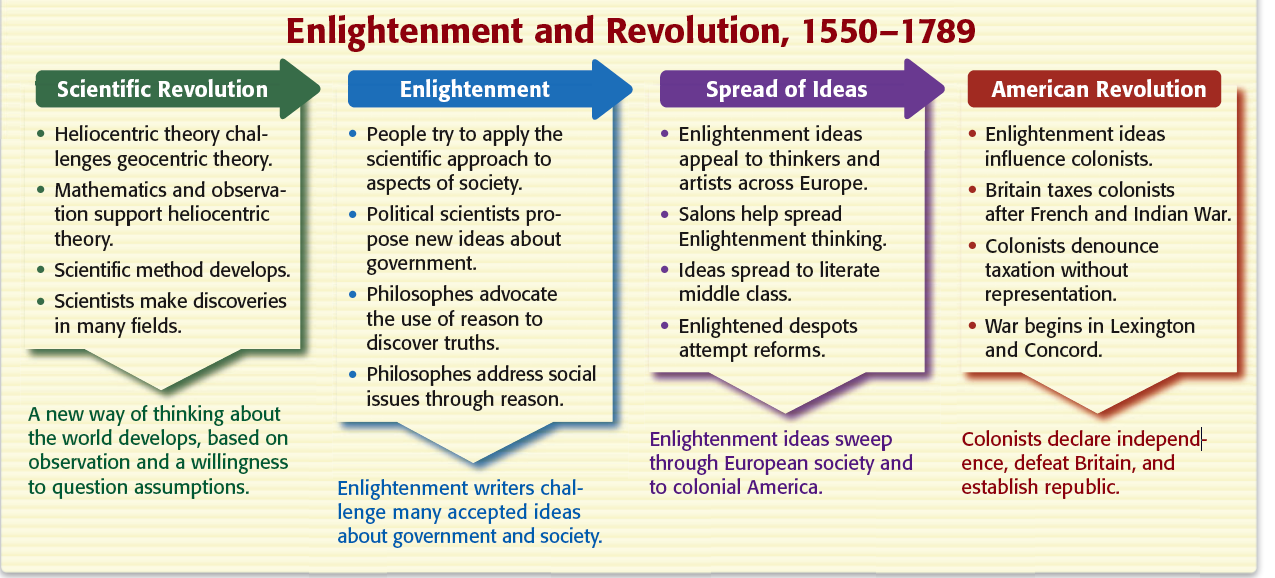 Enlightenment and Revolution, 1550–1789
Scientific Revolution
• Heliocentric theory chal-
lenges geocentric theory.
• Mathematics and observa-
tion support heliocentric
theory.
• Scientific method develops.
• Scientists make discoveries
in many fields.
A new way of thinking about
the world develops, based on
observation and a willingness
to question assumptions.
Enlightenment
• People try to apply the
scientific approach to
aspects of society.
• Political scientists pro-
pose new ideas about
government.
• Philosophes advocate
the use of reason to
discover truths.
• Philosophes address social
issues through reason.
Enlightenment writers chal-
lenge many accepted ideas
about government and society.
Spread of Ideas
• Enlightenment ideas
appeal to thinkers and
artists across Europe.
• Salons help spread
Enlightenment thinking.
• Ideas spread to literate
middle class.
• Enlightened despots
attempt reforms.
Enlightenment ideas sweep
through European society and
to colonial America.
American Revolution
• Enlightenment ideas
influence colonists.
• Britain taxes colonists
after French and Indian War.
• Colonists denounce
taxation without
representation.
• War begins in Lexington
and Concord.
Colonists declare independ-
ence, defeat Britain, and
establish republic.